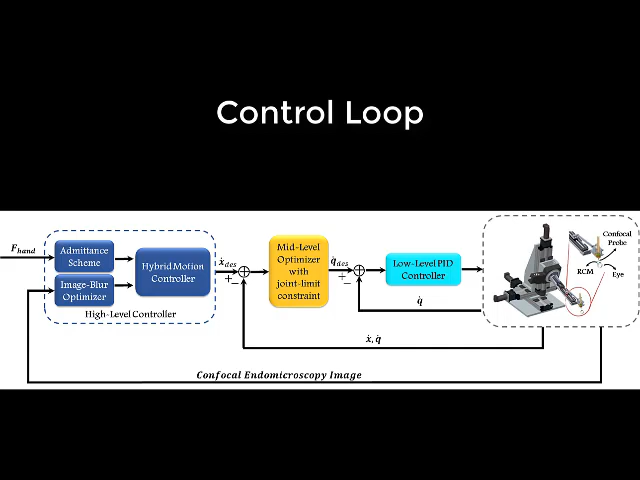 Control Loop
F_hand
Admittance
Scheme
Image-Blur
Optimizer
Hybrid Motion
Controller
High-Level Controller
ẋ_des
+
−
Mid-Level
Optimizer
with
joint-limit
constraint
q̇_des
+
−
Low-Level PID
Controller
Confocal
Probe
RCM
Eye
q̇
ẋ, q̇
Confocal Endomicroscopy Image